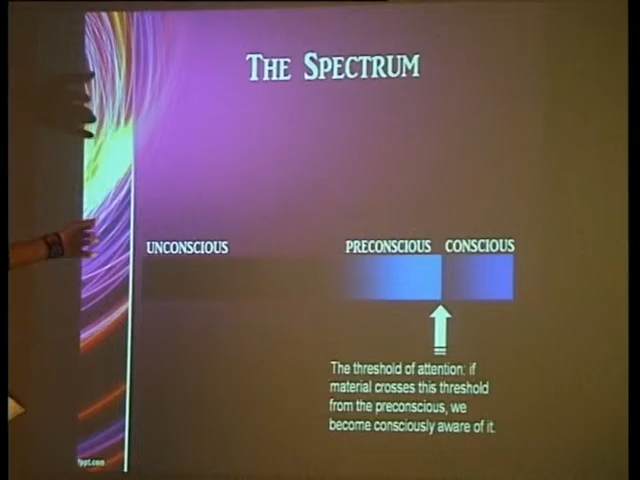 THE SPECTRUM
UNCONSCIOUS
PRECONSCIOUS
CONSCIOUS
The threshold of attention: if
material crosses this threshold
from the preconscious, we
become consciously aware of it.
fppt.com